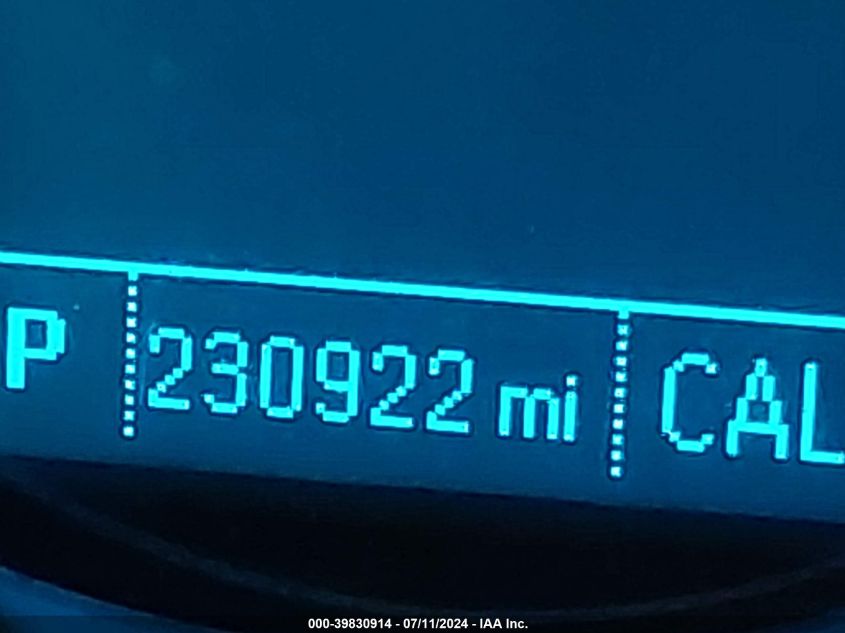 P 230922 mi CAL
000-39830914 - 07/11/2024 - IAA Inc.